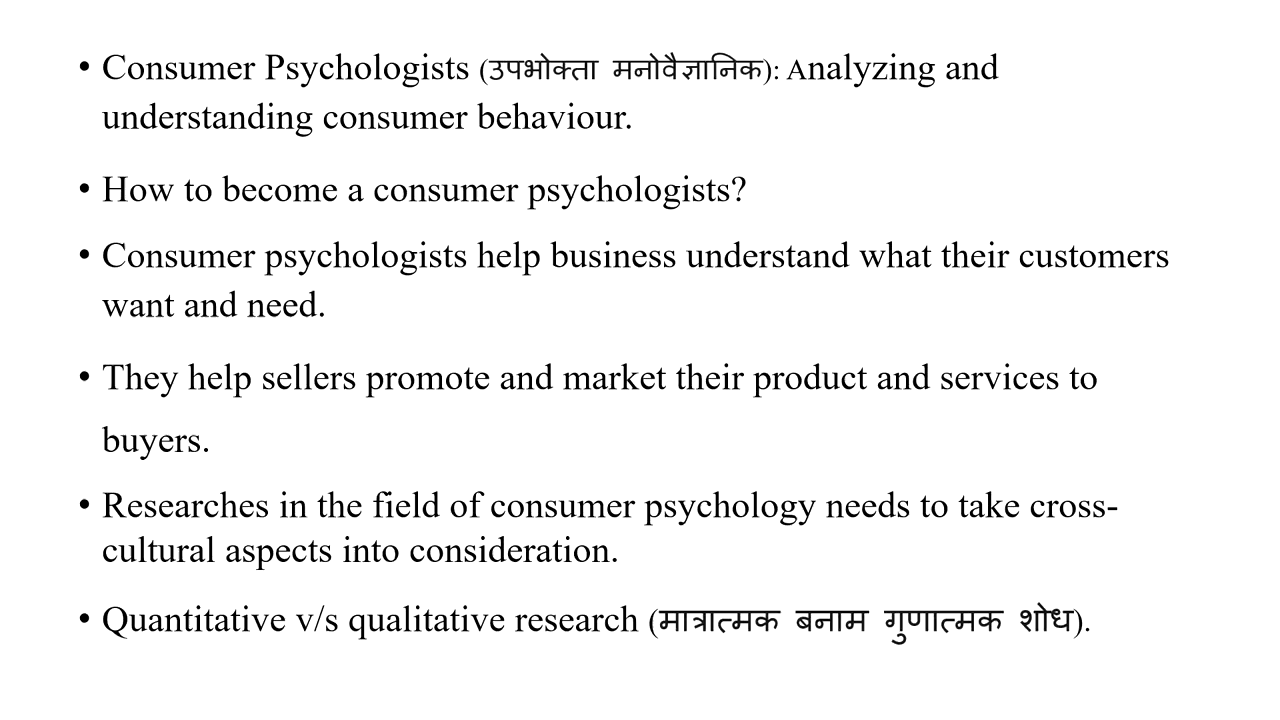 • Consumer Psychologists (उपभोक्ता मनोवैज्ञानिक): Analyzing and
understanding consumer behaviour.
• How to become a consumer psychologists?
• Consumer psychologists help business understand what their customers
want and need.
• They help sellers promote and market their product and services to
buyers.
• Researches in the field of consumer psychology needs to take cross-
cultural aspects into consideration.
• Quantitative v/s qualitative research (मात्रात्मक बनाम गुणात्मक शोध).